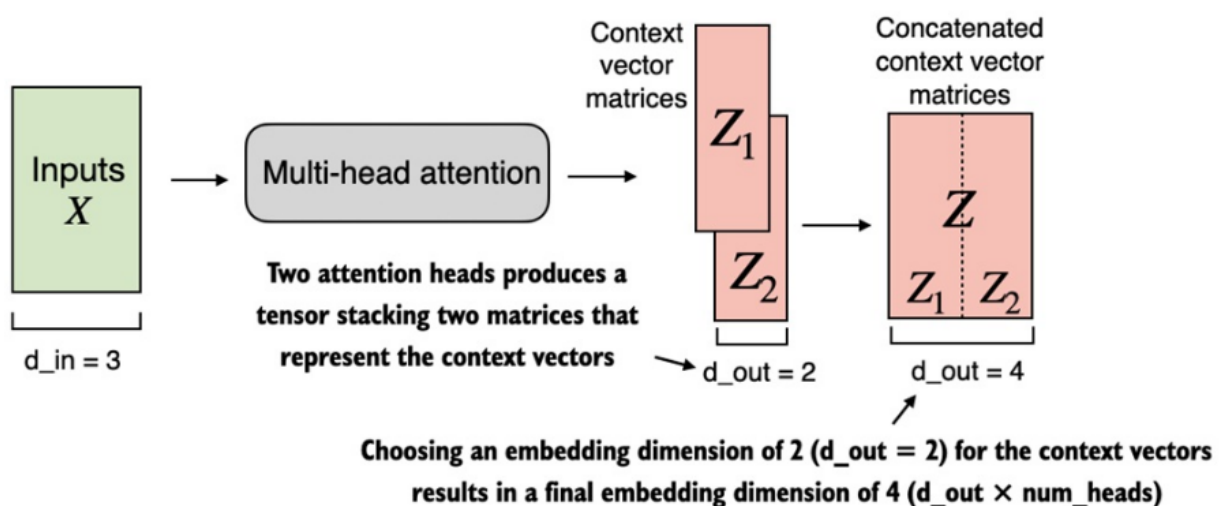 Inputs
X
d_in = 3
Multi-head attention
Two attention heads produces a
tensor stacking two matrices that
represent the context vectors
Context
vector
matrices
Z₁
Z₂
d_out = 2
Concatenated
context vector
matrices
Z
Z₁ Z₂
d_out = 4
Choosing an embedding dimension of 2 (d_out = 2) for the context vectors
results in a final embedding dimension of 4 (d_out × num_heads)